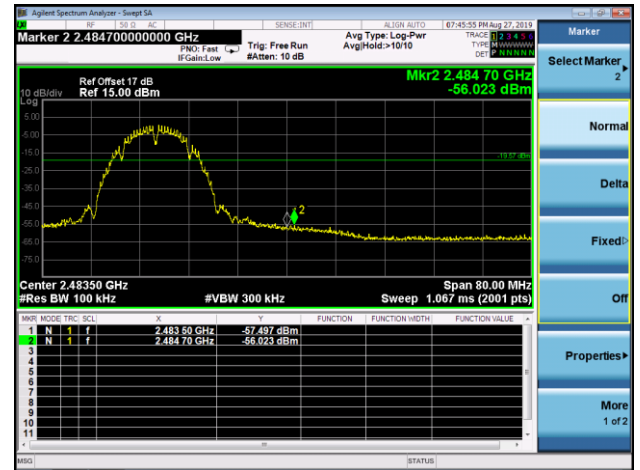 Agilent Spectrum Analyzer - Swept SA
RF 50 Ω AC SENSE:INT ALIGN AUTO 07:45:55 PM Aug 27, 2019
Marker 2 2.484700000000 GHz
PNO: Fast
IFGain:Low
Trig: Free Run
#Atten: 10 dB
Avg Type: Log-Pwr
Avg|Hold:>10/10
TRACE 1 2 3 4 5 6
TYPE M WWWWW
DET P NNNNN
Ref Offset 17 dB
10 dB/div Ref 15.00 dBm
Mkr2 2.484 70 GHz
-56.023 dBm
Log
5.00
-5.00
-15.0
-19.57 dBm
-25.0
-35.0
-45.0
-55.0
-65.0
-75.0
2
Center 2.48350 GHz Span 80.00 MHz
#Res BW 100 kHz #VBW 300 kHz Sweep 1.067 ms (2001 pts)
MKR MODE TRC SCL X Y FUNCTION FUNCTION WIDTH FUNCTION VALUE
1 N 1 f 2.483 50 GHz -57.497 dBm
2 N 1 f 2.484 70 GHz -56.023 dBm
3
4
5
6
7
8
9
10
11
MSG STATUS
Marker
Select Marker
2
Normal
Delta
Fixed
Off
Properties
More
1 of 2